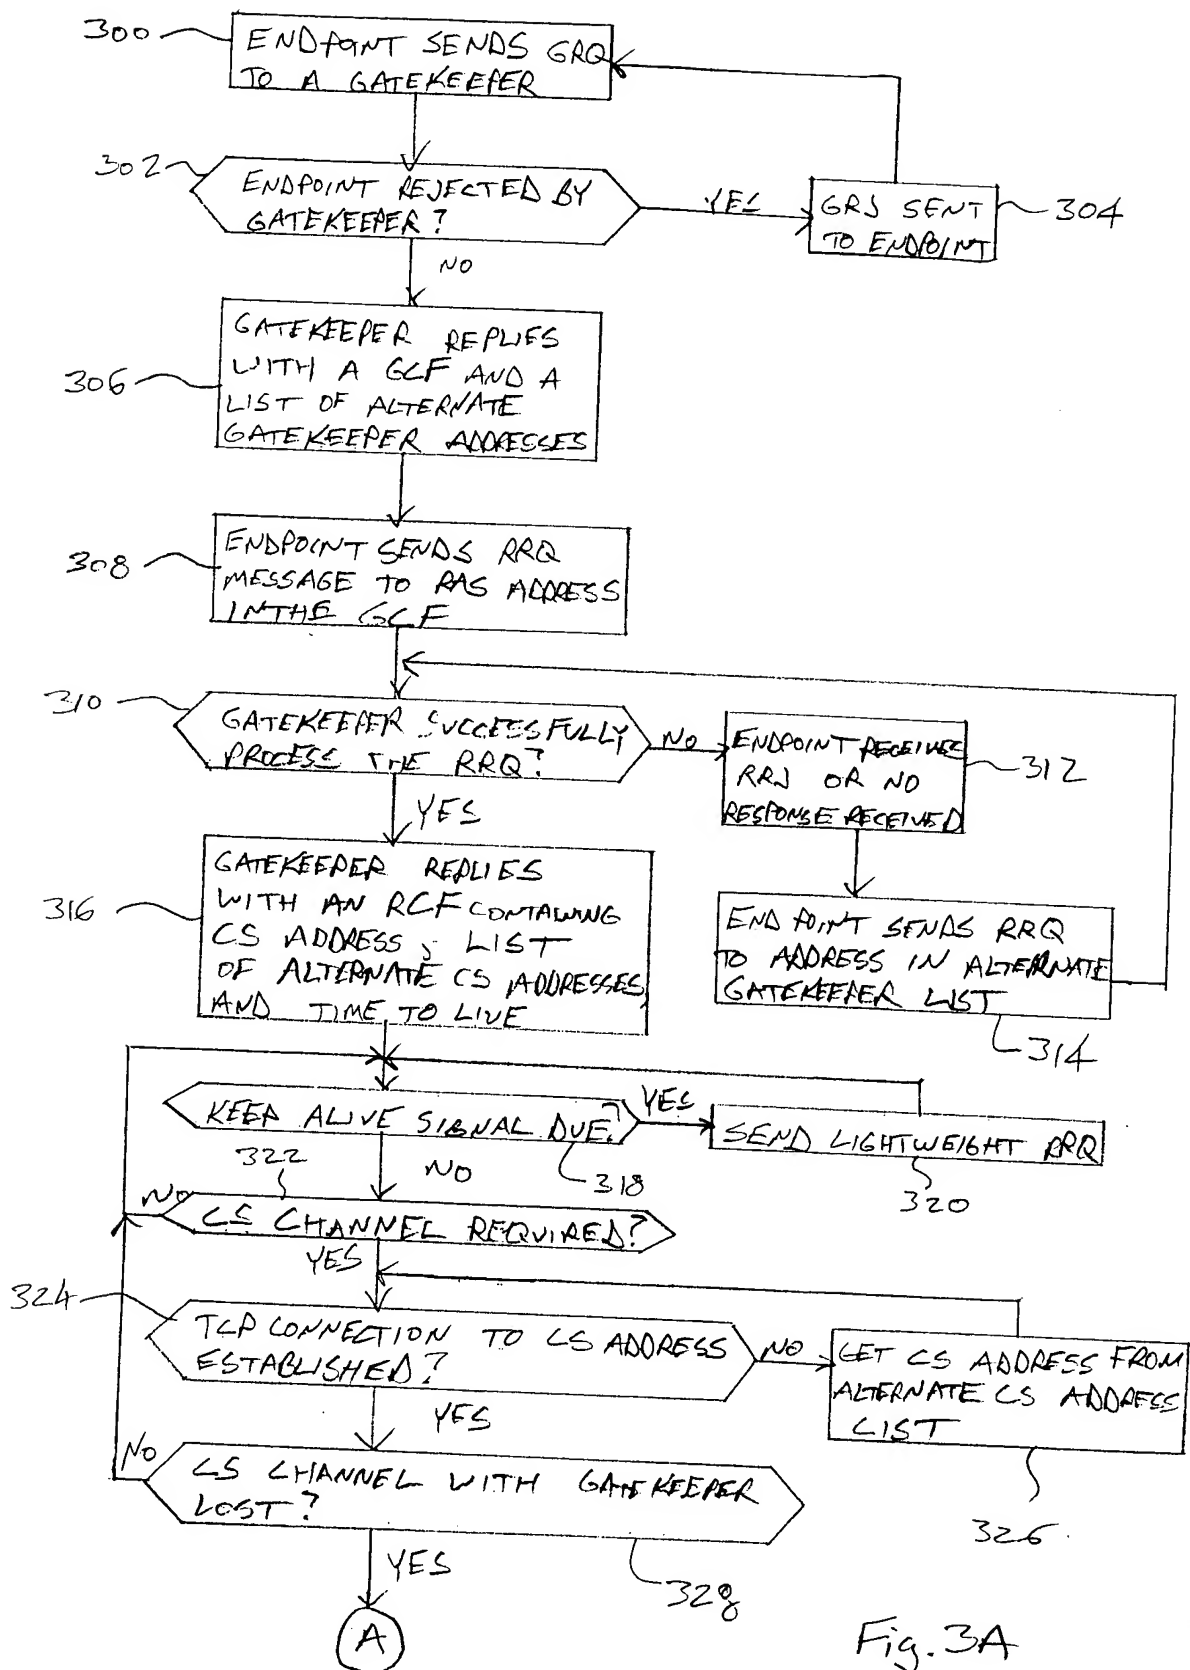 300
ENDPOINT SENDS GRQ
TO A GATEKEEPER
302
ENDPOINT REJECTED BY
GATEKEEPER?
YES
GRJ SENT
TO ENDPOINT
304
NO
306
GATEKEEPER REPLIES
WITH A GCF AND A
LIST OF ALTERNATE
GATEKEEPER ADDRESSES
308
ENDPOINT SENDS RRQ
MESSAGE TO RAS ADDRESS
IN THE GCF
310
GATEKEEPER SUCCESSFULLY
PROCESS THE RRQ?
NO
ENDPOINT RECEIVES
RRJ OR NO
RESPONSE RECEIVED
312
YES
316
GATEKEEPER REPLIES
WITH AN RCF CONTAINING
CS ADDRESS, LIST
OF ALTERNATE CS ADDRESSES,
AND TIME TO LIVE
ENDPOINT SENDS RRQ
TO ADDRESS IN ALTERNATE
GATEKEEPER LIST
314
KEEP ALIVE SIGNAL DUE?
YES
SEND LIGHTWEIGHT RRQ
318
320
NO
322
NO
CS CHANNEL REQUIRED?
YES
324
TCP CONNECTION TO CS ADDRESS
ESTABLISHED?
NO
GET CS ADDRESS FROM
ALTERNATE CS ADDRESS
LIST
326
YES
NO
CS CHANNEL WITH GATEKEEPER
LOST?
328
YES
A
Fig. 3A